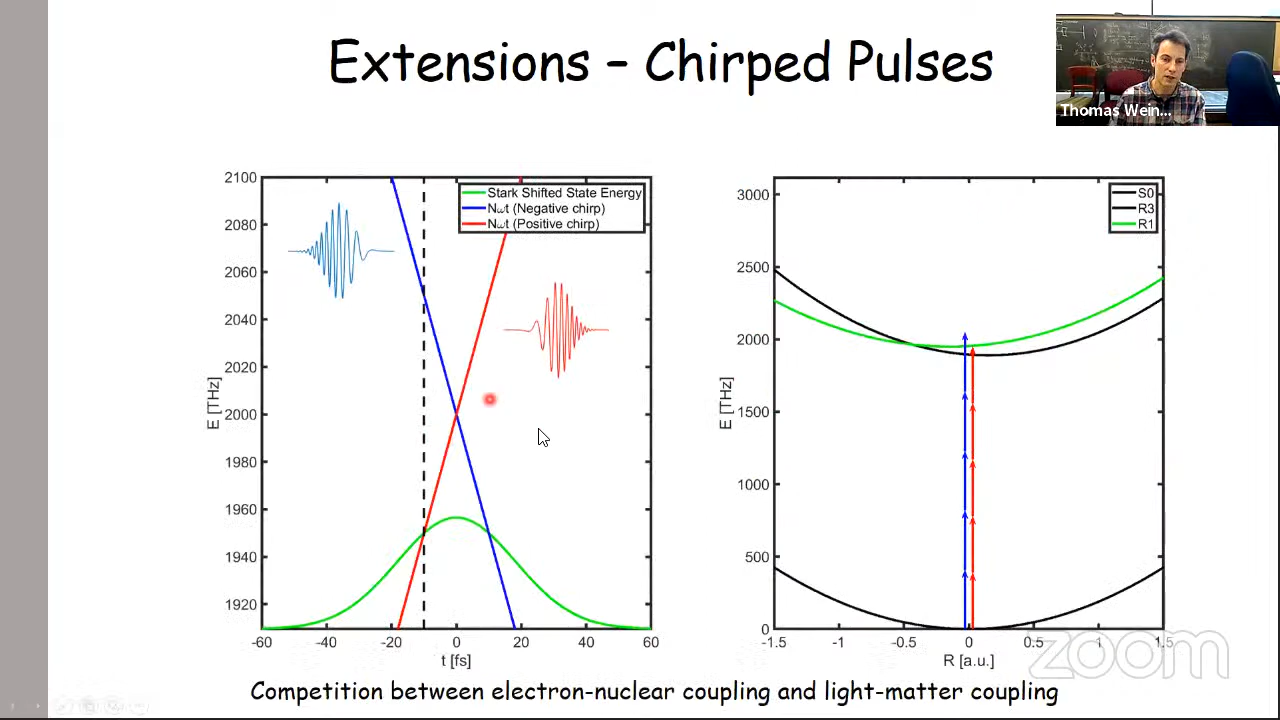 Extensions – Chirped Pulses
Thomas Wein...
2100
2080
2060
2040
2020
2000
1980
1960
1940
1920
E [THz]
-60
-40
-20
0
20
40
60
t [fs]
Stark Shifted State Energy
Nωt (Negative chirp)
Nωt (Positive chirp)
3000
2500
2000
1500
1000
500
0
E [THz]
-1.5
-1
-0.5
0
0.5
1
1.5
R [a.u.]
S0
R3
R1
zoom
Competition between electron-nuclear coupling and light-matter coupling